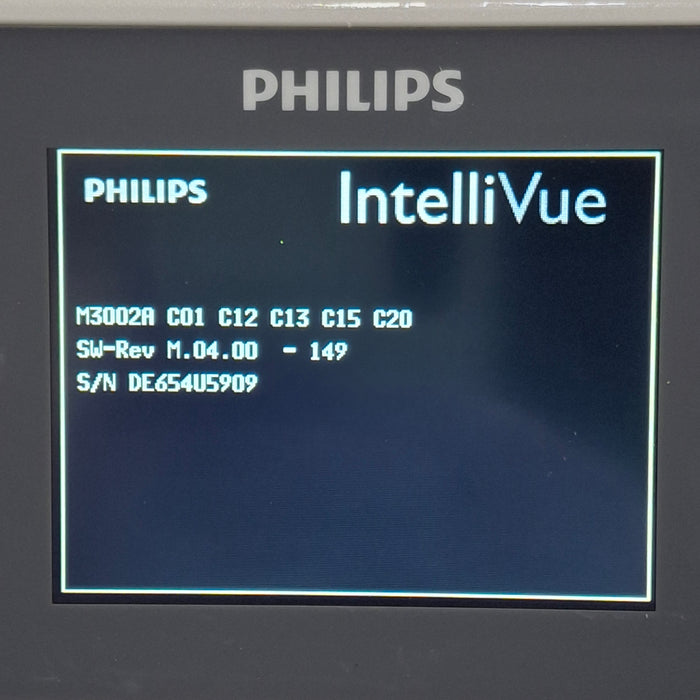 PHILIPS
PHILIPS IntelliVue
M3002A C01 C12 C13 C15 C20
SW-Rev M.04.00 - 149
S/N DE654U5909